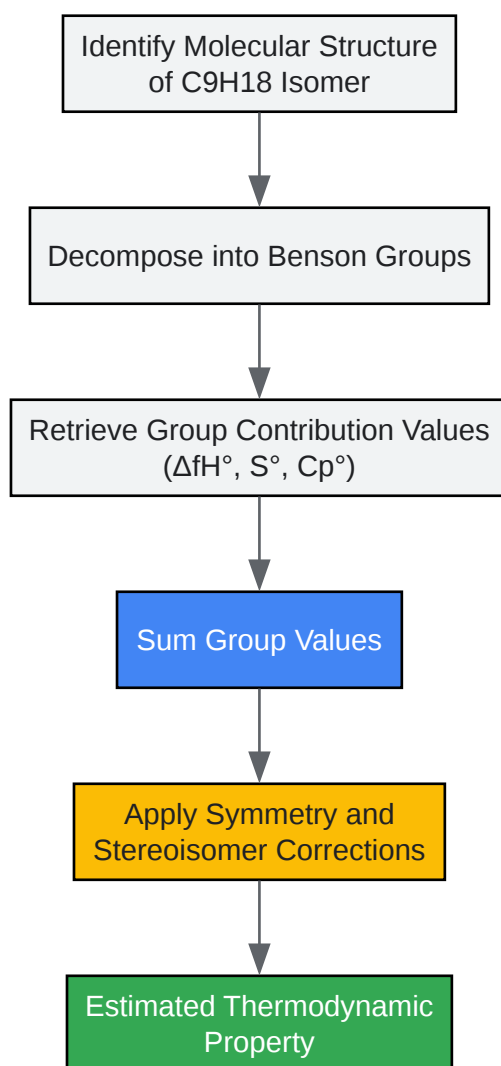 Identify Molecular Structure
of C9H18 Isomer
Decompose into Benson Groups
Retrieve Group Contribution Values
(ΔfH°, S°, Cp°)
Sum Group Values
Apply Symmetry and
Stereoisomer Corrections
Estimated Thermodynamic
Property